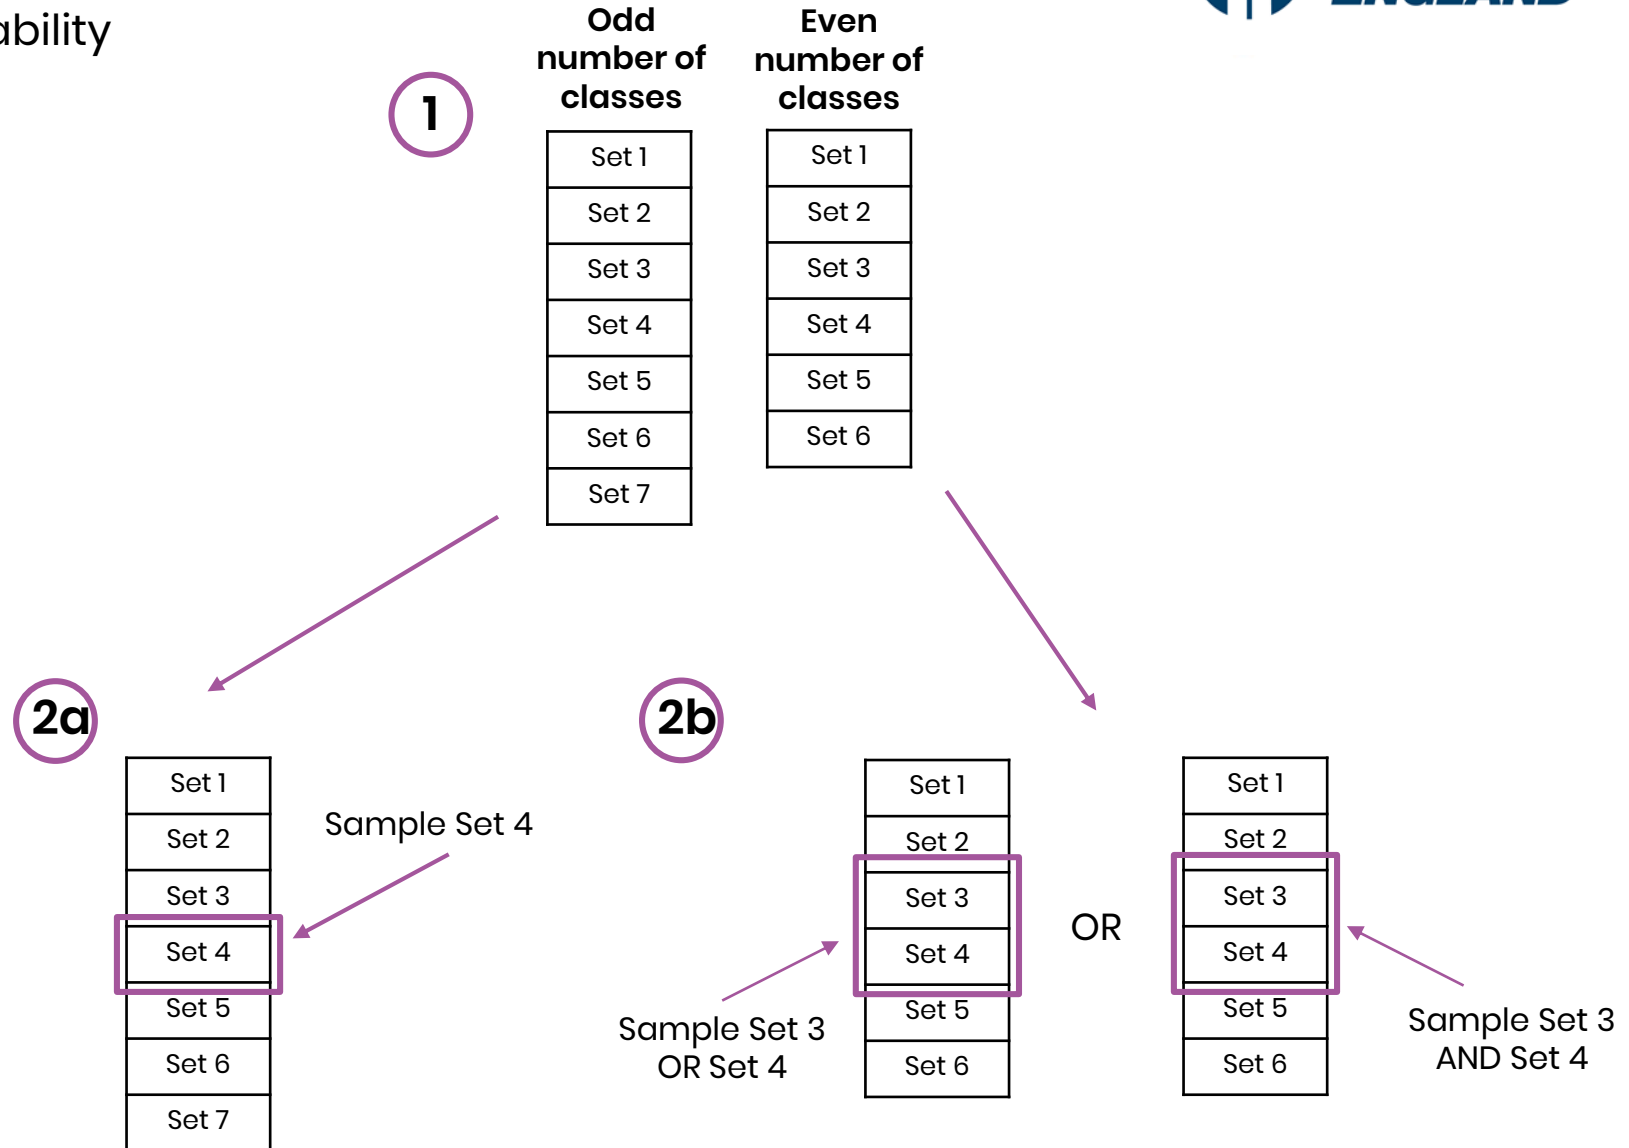 Odd
number of
classes
Even
number of
classes
1
Set 1
Set 2
Set 3
Set 4
Set 5
Set 6
Set 7
Set 1
Set 2
Set 3
Set 4
Set 5
Set 6
2a
Set 1
Set 2
Set 3
Set 4
Set 5
Set 6
Set 7
Sample Set 4
2b
Set 1
Set 2
Set 3
Set 4
Set 5
Set 6
Sample Set 3
OR Set 4
OR
Set 1
Set 2
Set 3
Set 4
Set 5
Set 6
Sample Set 3
AND Set 4